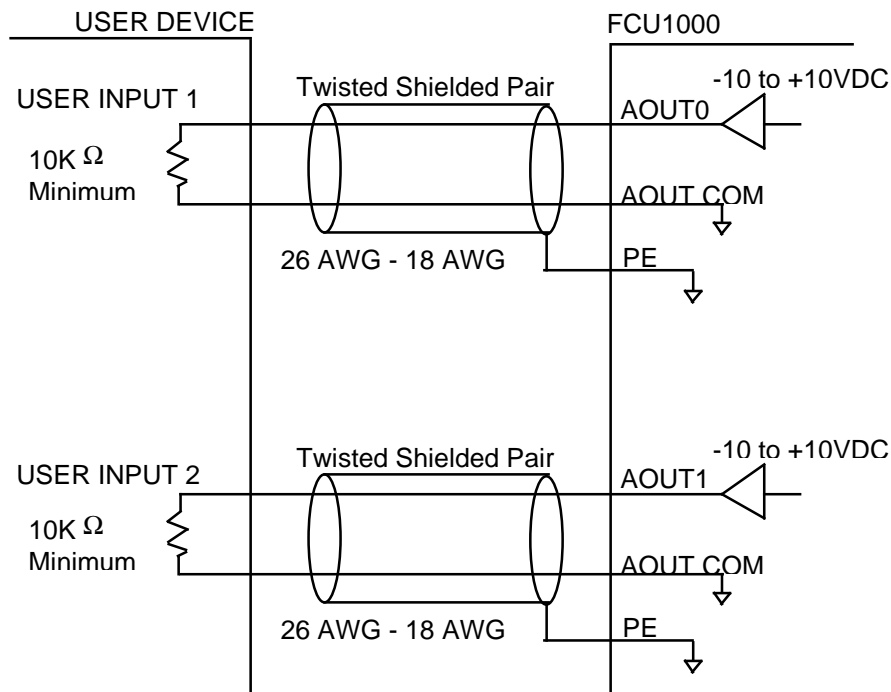 USER DEVICE
FCU1000
-10 to +10VDC
Twisted Shielded Pair
USER INPUT 1
AOUT0
10K Ω
Minimum
AOUT COM
26 AWG - 18 AWG
PE
-10 to +10VDC
Twisted Shielded Pair
USER INPUT 2
AOUT1
10K Ω
Minimum
AOUT COM
26 AWG - 18 AWG
PE